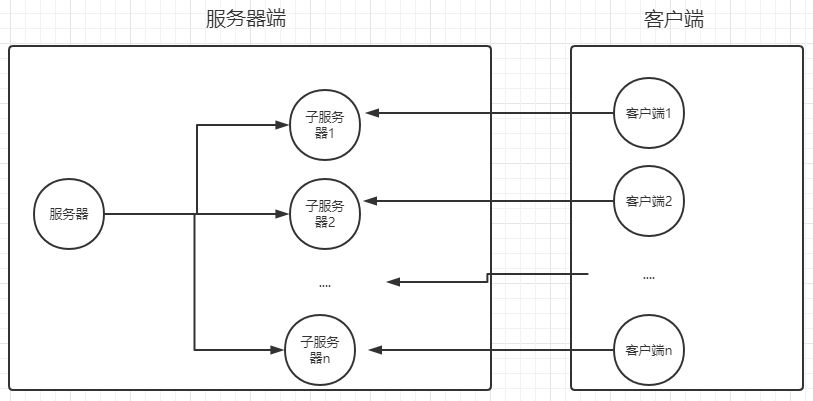 服务器端
客户端
子服务
器1
客户端1
服务器
子服务
器2
客户端2
....
....
子服务
器n
客户端n